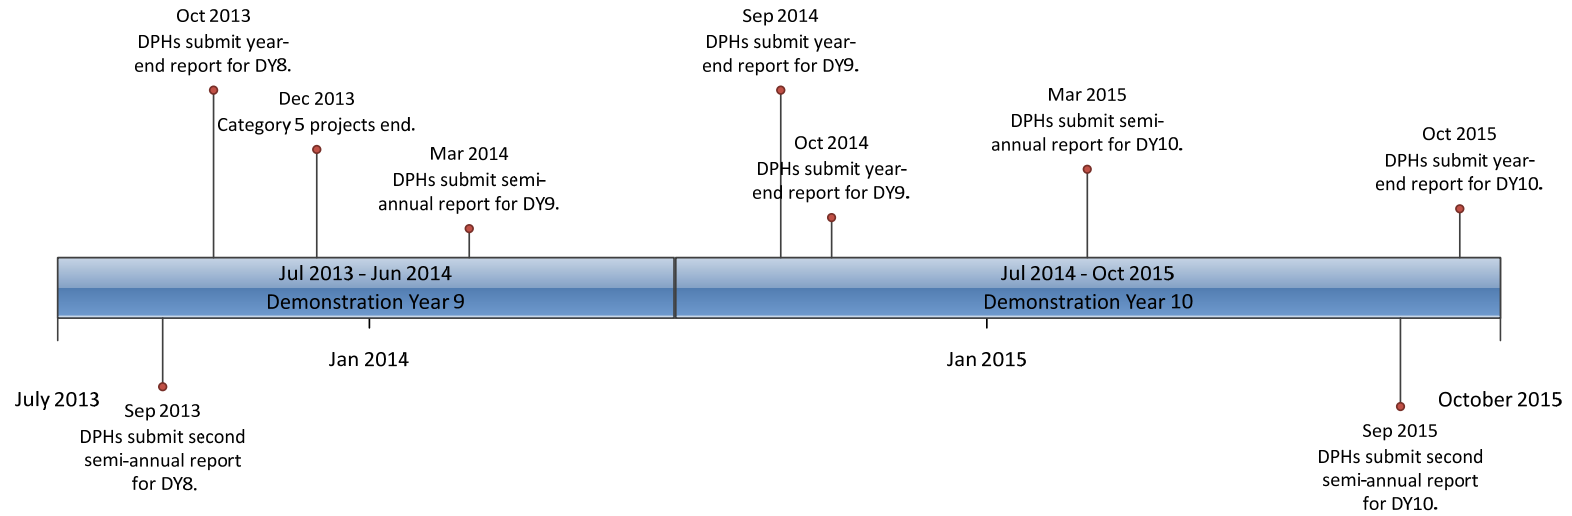 Oct 2013
DPHs submit year-
end report for DY8.
Dec 2013
Category 5 projects end.
Mar 2014
DPHs submit semi-
annual report for DY9.
Sep 2014
DPHs submit year-
end report for DY9.
Oct 2014
DPHs submit year-
end report for DY9.
Mar 2015
DPHs submit semi-
annual report for DY10.
Oct 2015
DPHs submit year-
end report for DY10.
Jul 2013 - Jun 2014
Demonstration Year 9
Jul 2014 - Oct 2015
Demonstration Year 10
Jan 2014
Jan 2015
July 2013
October 2015
Sep 2013
DPHs submit second
semi-annual report
for DY8.
Sep 2015
DPHs submit second
semi-annual report
for DY10.